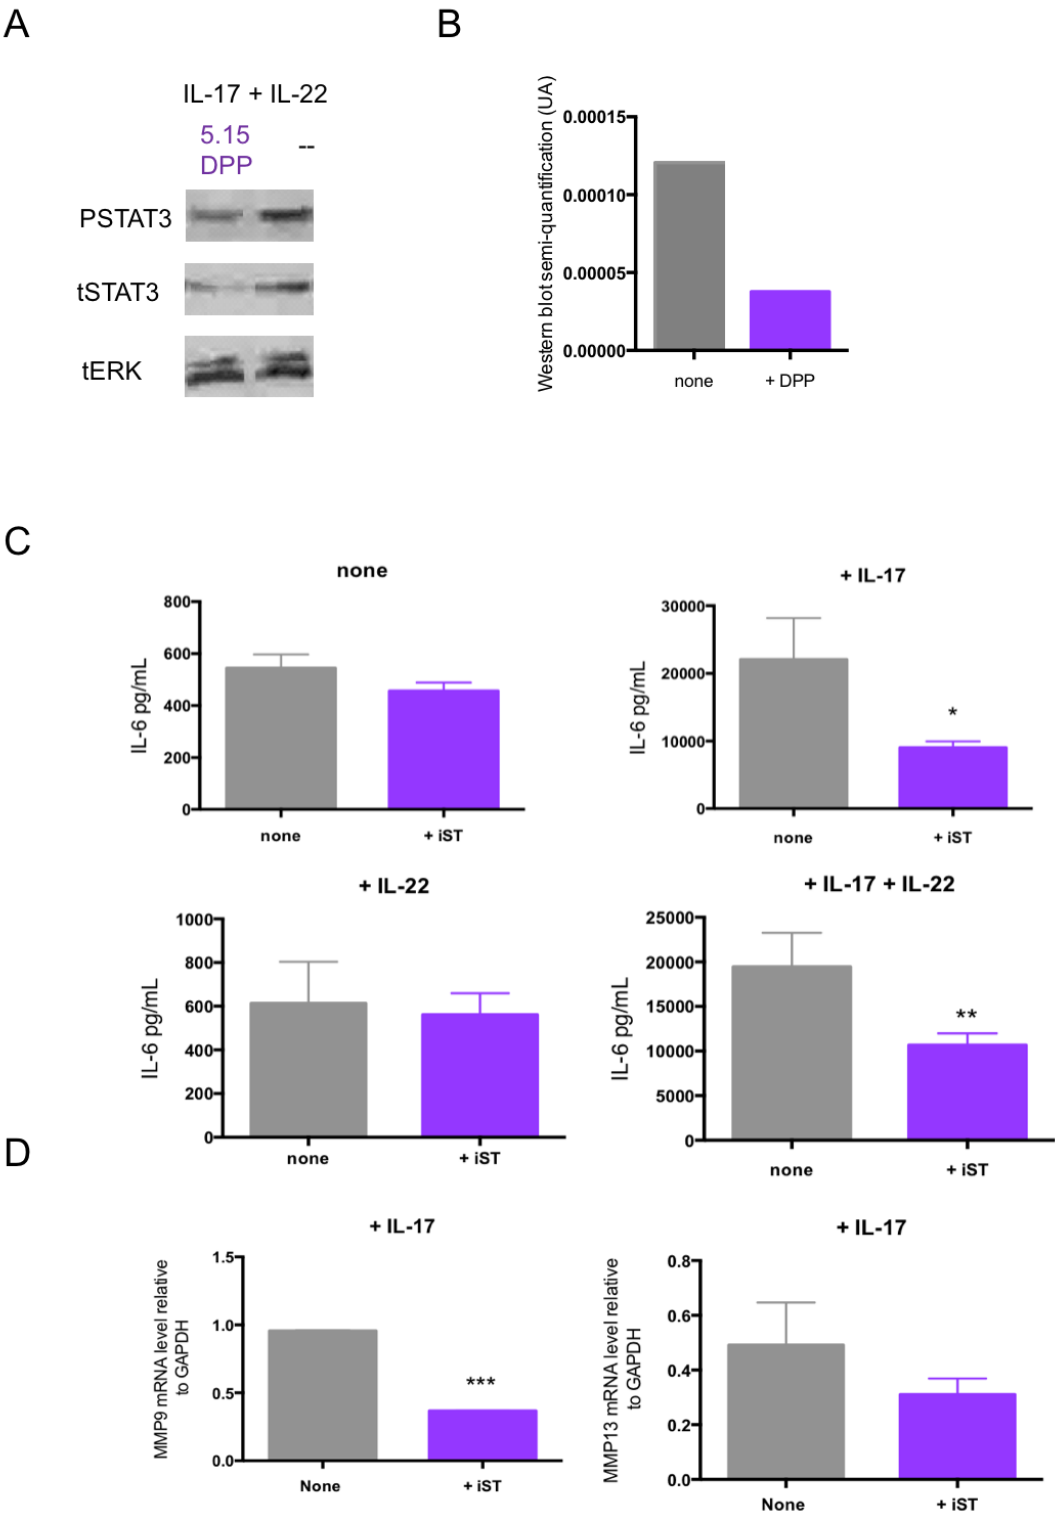 A
B
IL-17 + IL-22
5.15
DPP
--
PSTAT3
tSTAT3
tERK
Western blot semi-quantification (UA)
0.00015
0.00010
0.00005
0.00000
none
+ DPP
C
none
IL-6 pg/mL
800
600
400
200
0
none
+ iST
+ IL-17
IL-6 pg/mL
30000
20000
10000
0
*
none
+ iST
+ IL-22
IL-6 pg/mL
1000
800
600
400
200
0
none
+ iST
+ IL-17 + IL-22
IL-6 pg/mL
25000
20000
15000
10000
5000
0
**
none
+ iST
D
+ IL-17
MMP9 mRNA level relative
to GAPDH
1.5
1.0
0.5
0.0
***
None
+ iST
+ IL-17
MMP13 mRNA level relative
to GAPDH
0.8
0.6
0.4
0.2
0.0
None
+ iST